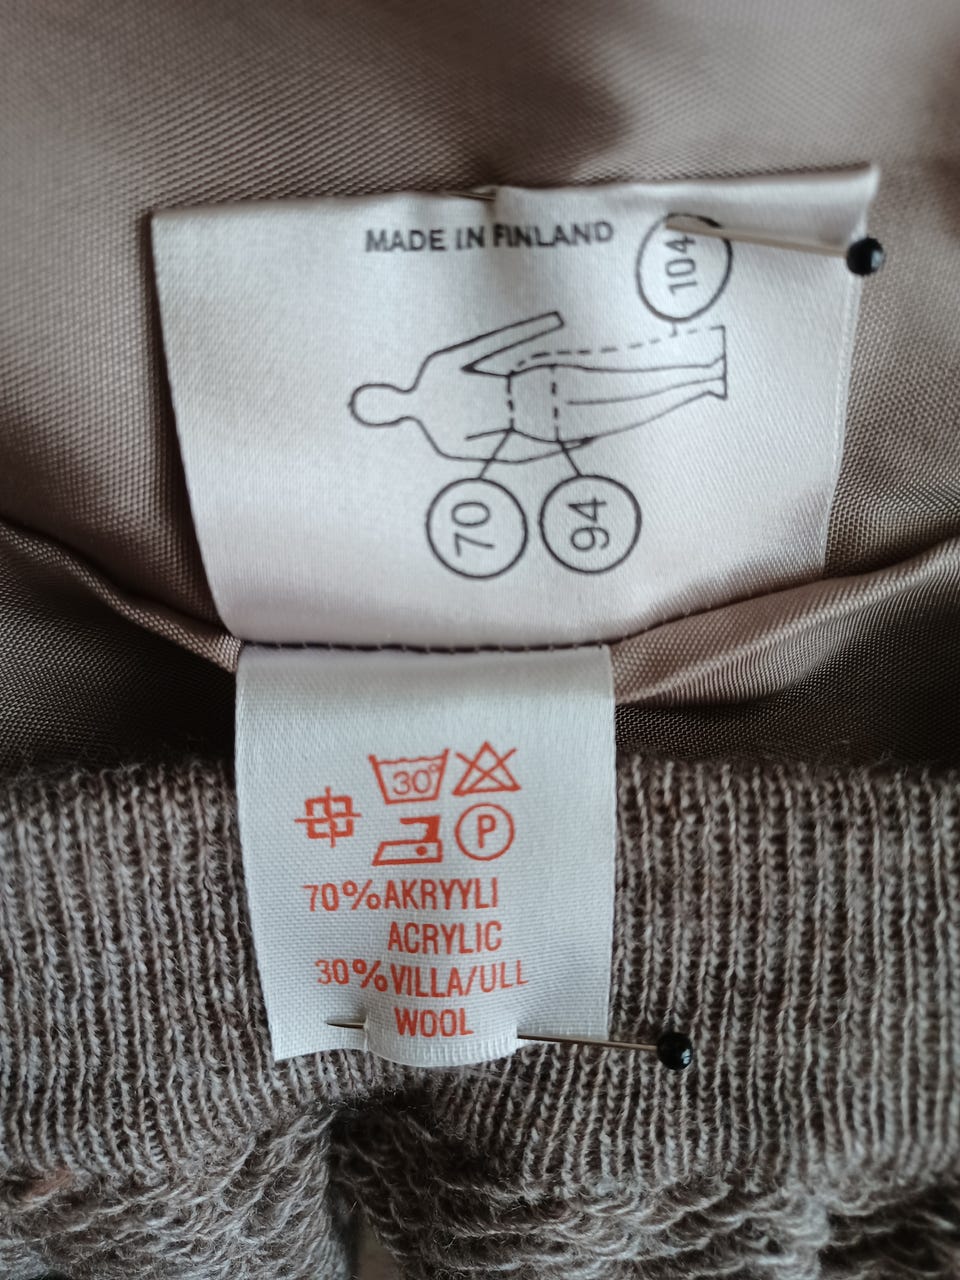 MADE IN FINLAND
104
70
94
30°
P
70% AKRYYLI
ACRYLIC
30% VILLA/ULL
WOOL